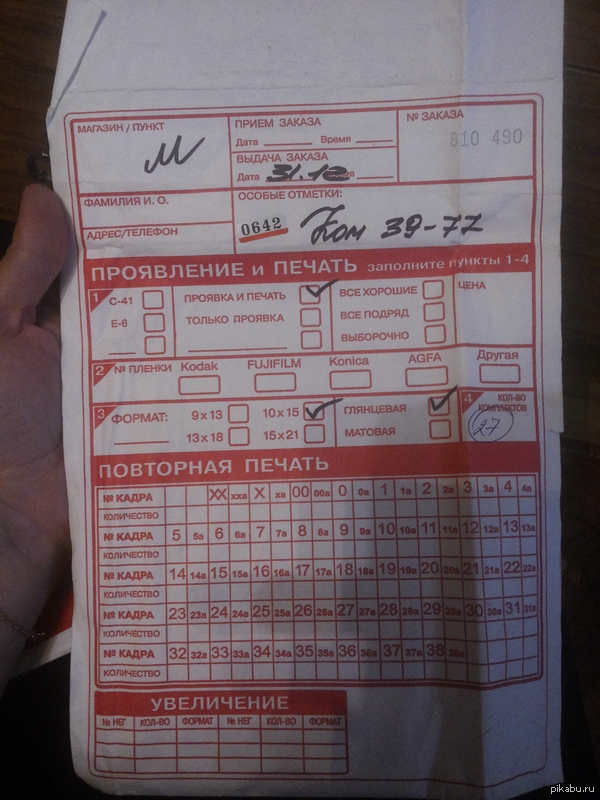 МАГАЗИН / ПУНКТ
М
ПРИЕМ ЗАКАЗА
Дата Время
ВЫДАЧА ЗАКАЗА
Дата 31.10
№ ЗАКАЗА
810 490
ФАМИЛИЯ И. О.
АДРЕС/ТЕЛЕФОН
ОСОБЫЕ ОТМЕТКИ:
0642 Ком 39-77
ПРОЯВЛЕНИЕ и ПЕЧАТЬ заполните пункты 1-4
1 С-41
Е-6
ПРОЯВКА И ПЕЧАТЬ
ТОЛЬКО ПРОЯВКА
ВСЕ ХОРОШИЕ
ВСЕ ПОДРЯД
ВЫБОРОЧНО
ЦЕНА
2 № ПЛЕНКИ Kodak FUJIFILM Konica AGFA Другая
3 ФОРМАТ: 9x13 10x15
13x18 15x21
ГЛЯНЦЕВАЯ
МАТОВАЯ
4 КОЛ-ВО
КОМПЛЕКТОВ
27
ПОВТОРНАЯ ПЕЧАТЬ
№ КАДРА XX xxa X xa 00 00a 0 0a 1 1a 2 2a 3 3a 4 4a
КОЛИЧЕСТВО
№ КАДРА 5 5a 6 6a 7 7a 8 8a 9 9a 10 10a 11 11a 12 12a 13 13a
КОЛИЧЕСТВО
№ КАДРА 14 14a 15 15a 16 16a 17 17a 18 18a 19 19a 20 20a 21 21a 22 22a
КОЛИЧЕСТВО
№ КАДРА 23 23a 24 24a 25 25a 26 26a 27 27a 28 28a 29 29a 30 30a 31 31a
КОЛИЧЕСТВО
№ КАДРА 32 32a 33 33a 34 34a 35 35a 36 36a 37 37a 38 38a
КОЛИЧЕСТВО
УВЕЛИЧЕНИЕ
№ НЕГ КОЛ-ВО ФОРМАТ № НЕГ КОЛ-ВО ФОРМАТ
pikabu.ru